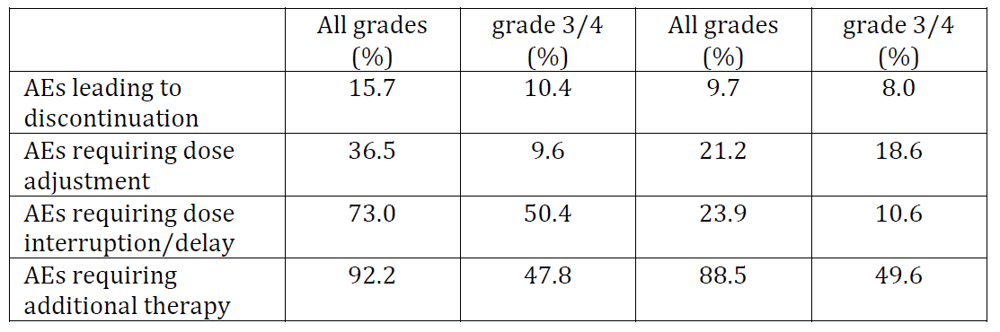 All grades grade 3/4 All grades grade 3/4
(%) (%) (%) (%)
AEs leading to 15.7 10.4 9.7 8.0
discontinuation
AEs requiring dose 36.5 9.6 21.2 18.6
adjustment
AEs requiring dose 73.0 50.4 23.9 10.6
interruption/delay
AEs requiring 92.2 47.8 88.5 49.6
additional therapy